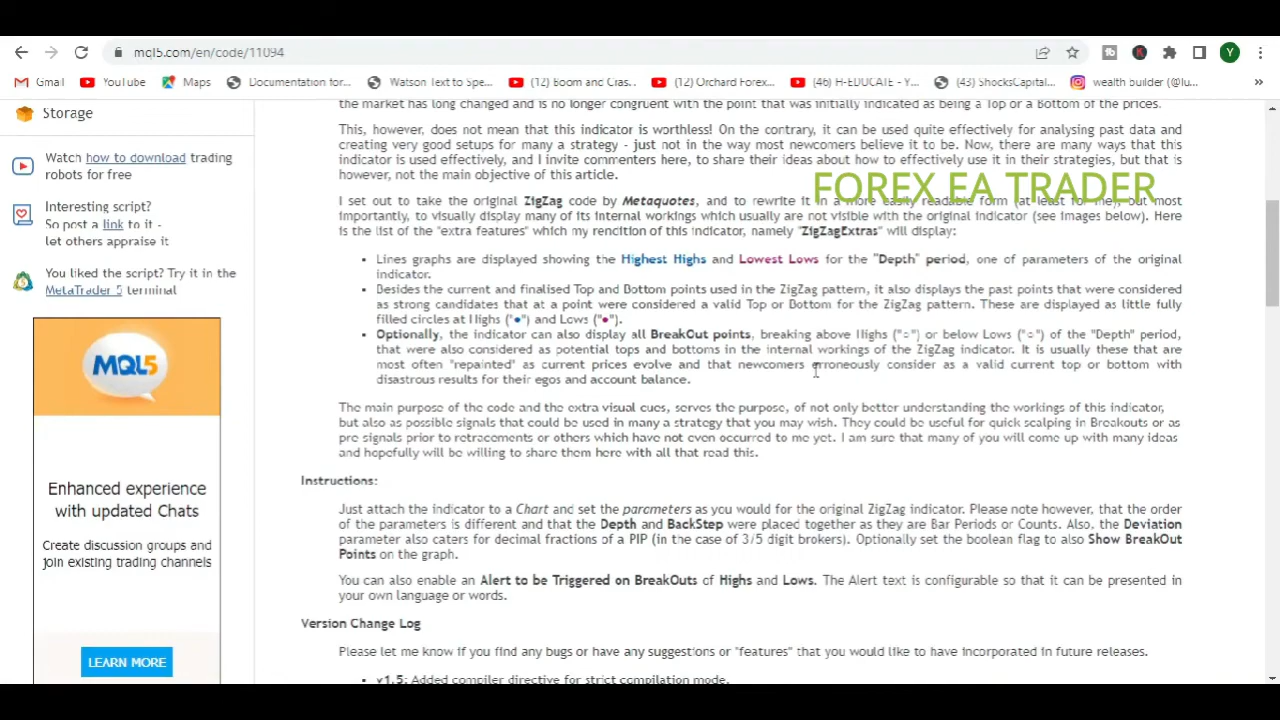 mql5.com/en/code/11094
Y
Gmail
YouTube
Maps
Documentation for...
Watson Text to Spe...
(12) Boom and Cras...
(12) Orchard Forex...
(46) H-EDUCATE - Y...
(43) ShocksCapital...
wealth builder (@lu...
»
Storage
Watch how to download trading
robots for free
Interesting script?
So post a link to it -
let others appraise it
You liked the script? Try it in the
MetaTrader 5 terminal
MQL5
Enhanced experience
with updated Chats
Create discussion groups and
join existing trading channels
LEARN MORE
the market has long changed and is no longer congruent with the point that was initially indicated as being a Top or a Bottom of the prices.
This, however, does not mean that this indicator is worthless! On the contrary, it can be used quite effectively for analysing past data and
creating very good setups for many a strategy - just not in the way most newcomers believe it to be. Now, there are many ways that this
indicator is used effectively, and I invite commenters here, to share their ideas about how to effectively use it in their strategies, but that is
however, not the main objective of this article.
FOREX EA TRADER
I set out to take the original ZigZag code by Metaquotes, and to rewrite it in a more easily readable form (at least for me), but most
importantly, to visually display many of its internal workings which usually are not visible with the original indicator (see images below). Here
is the list of the "extra features" which my rendition of this indicator, namely "ZigZagExtras" will display:
• Lines graphs are displayed showing the Highest Highs and Lowest Lows for the "Depth" period, one of parameters of the original
indicator.
• Besides the current and finalised Top and Bottom points used in the ZigZag pattern, it also displays the past points that were considered
as strong candidates that at a point were considered a valid Top or Bottom for the ZigZag pattern. These are displayed as little fully
filled circles at Highs ("●") and Lows ("●").
• Optionally, the indicator can also display all BreakOut points, breaking above Highs ("○") or below Lows ("○") of the "Depth" period,
that were also considered as potential tops and bottoms in the internal workings of the ZigZag indicator. It is usually these that are
most often "repainted" as current prices evolve and that newcomers erroneously consider as a valid current top or bottom with
disastrous results for their egos and account balance.
The main purpose of the code and the extra visual cues, serves the purpose, of not only better understanding the workings of this indicator,
but also as possible signals that could be used in many a strategy that you may wish. They could be useful for quick scalping in Breakouts or as
pre signals prior to retracements or others which have not even occurred to me yet. I am sure that many of you will come up with many ideas
and hopefully will be willing to share them here with all that read this.
Instructions:
Just attach the indicator to a Chart and set the parcmeters as you would for the original ZigZag indicator. Please note however, that the order
of the parameters is different and that the Depth and BackStep were placed together as they are Bar Periods or Counts. Also, the Deviation
parameter also caters for decimal fractions of a PIP (in the case of 3/5 digit brokers). Optionally set the boolean flag to also Show BreakOut
Points on the graph.
You can also enable an Alert to be Triggered on BreakOuts of Highs and Lows. The Alert text is configurable so that it can be presented in
your own language or words.
Version Change Log
Please let me know if you find any bugs or have any suggestions or "features" that you would like to have incorporated in future releases.
• v1.5: Added compiler directive for strict compilation mode.